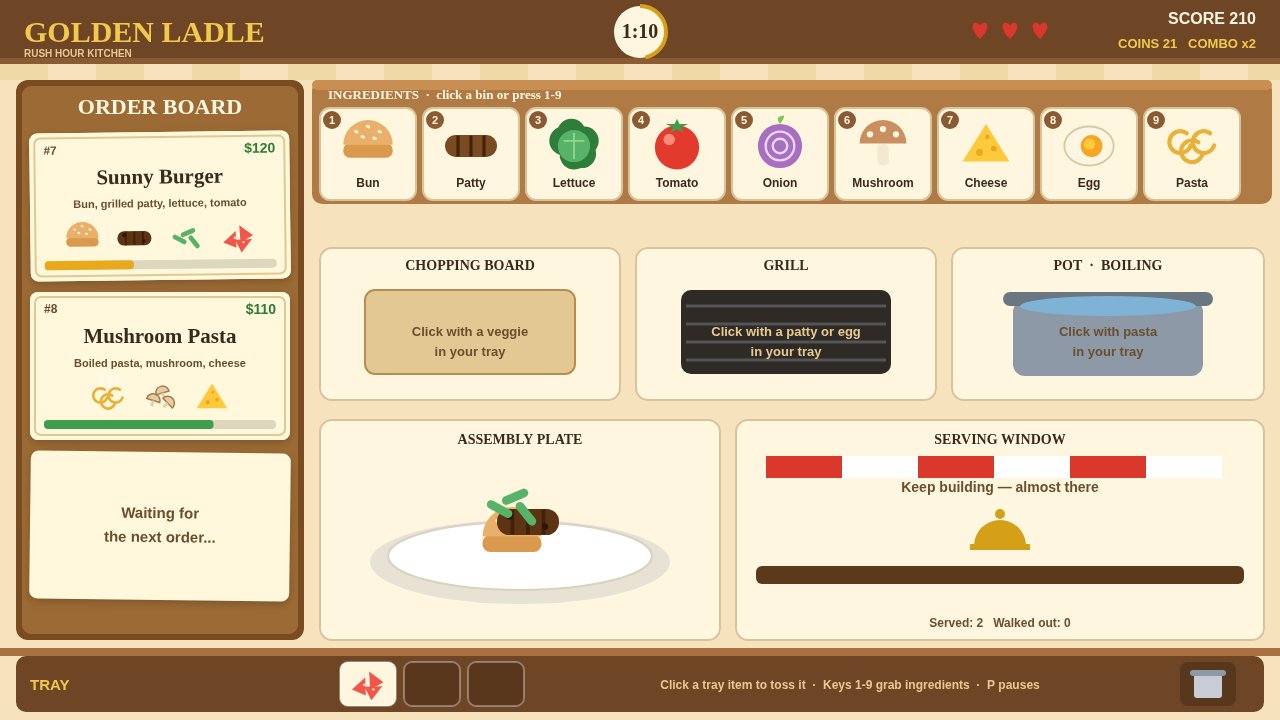 GOLDEN LADLE
RUSH HOUR KITCHEN
1:10
SCORE 210
COINS 21 COMBO x2
ORDER BOARD
#7 $120
Sunny Burger
Bun, grilled patty, lettuce, tomato
#8 $110
Mushroom Pasta
Boiled pasta, mushroom, cheese
Waiting for
the next order...
INGREDIENTS · click a bin or press 1-9
1 2 3 4 5 6 7 8 9
Bun Patty Lettuce Tomato Onion Mushroom Cheese Egg Pasta
CHOPPING BOARD
Click with a veggie
in your tray
GRILL
Click with a patty or egg
in your tray
POT · BOILING
Click with pasta
in your tray
ASSEMBLY PLATE
SERVING WINDOW
Keep building — almost there
Served: 2 Walked out: 0
TRAY
Click a tray item to toss it · Keys 1-9 grab ingredients · P pauses